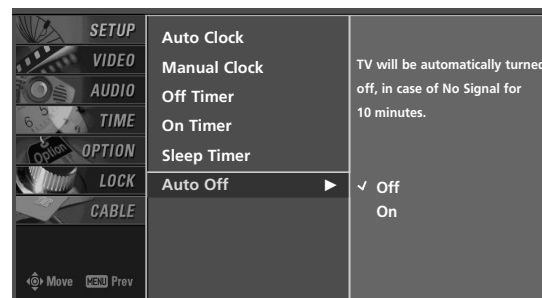 SETUP
VIDEO
AUDIO
TIME
OPTION
LOCK
CABLE
Move MENU Prev
Auto Clock
Manual Clock
Off Timer
On Timer
Sleep Timer
Auto Off ►
TV will be automatically turned
off, in case of No Signal for
10 minutes.
✓ Off
On